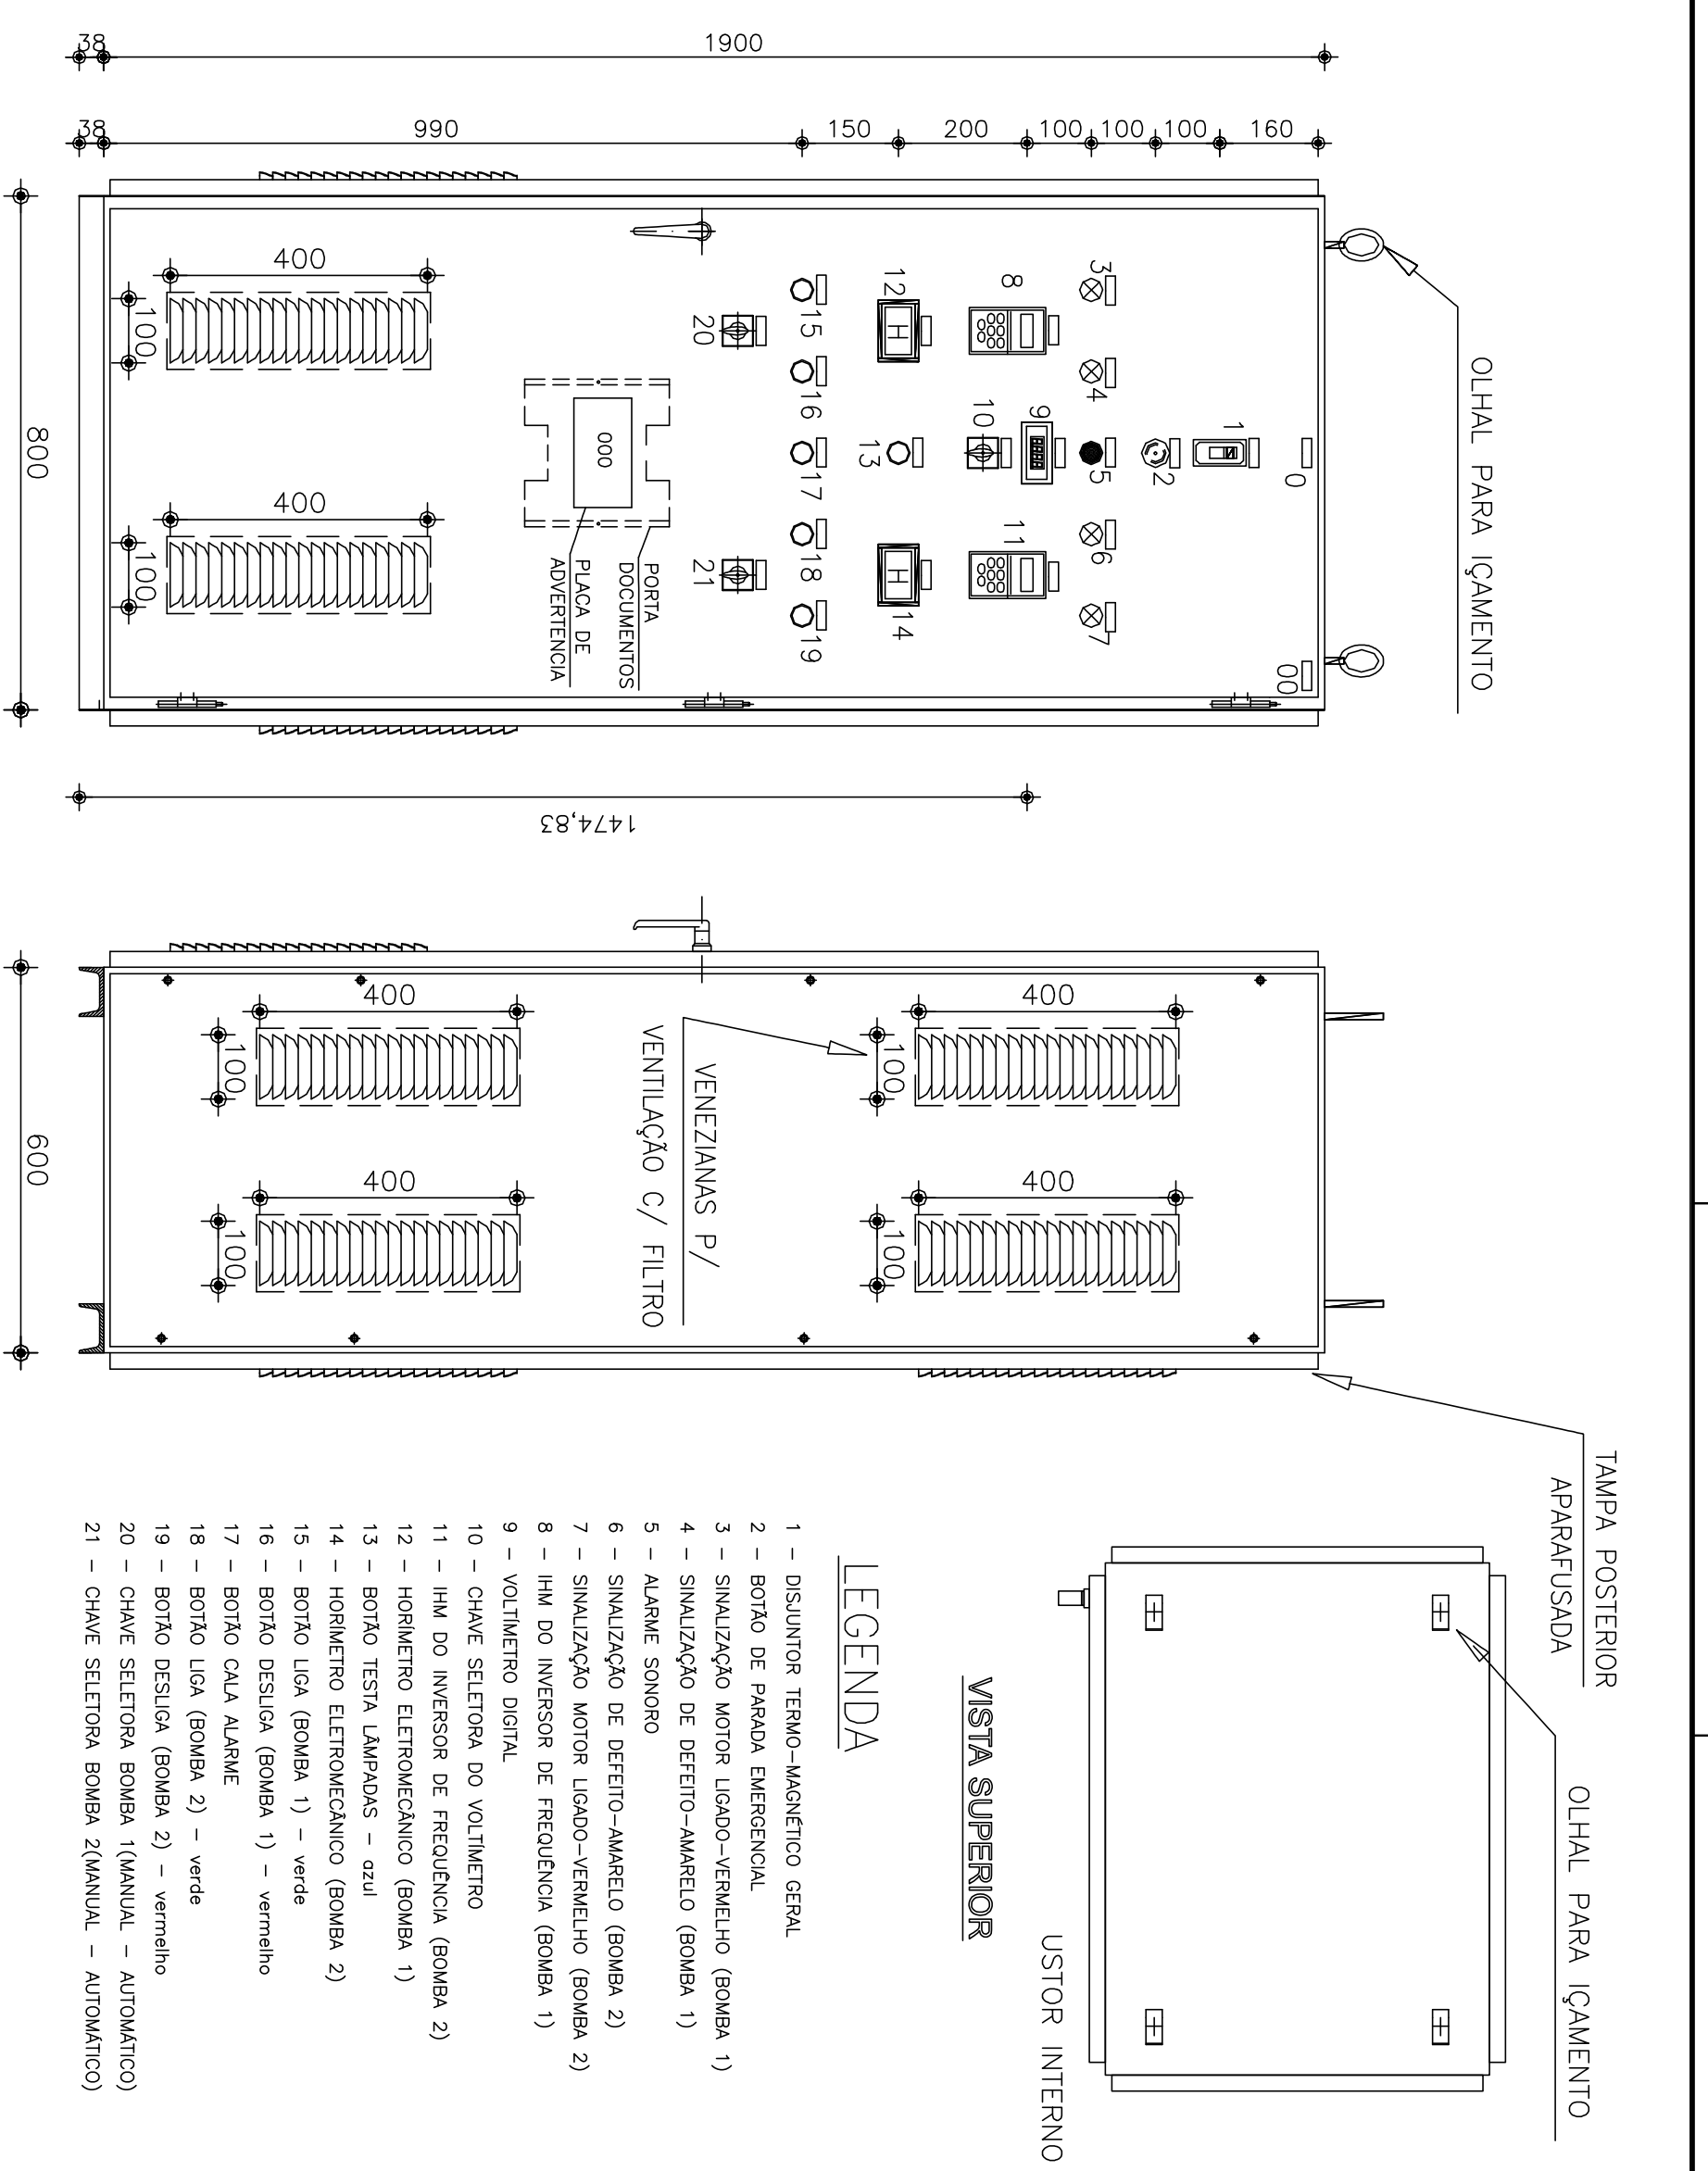 OLHAL PARA IÇAMENTO
38
1900
38
990
150
200
100
100
100
160
0
00
1
2
3
4
5
6
7
8
9
10
11
12
H
13
H
14
15
16
17
18
19
20
21
000
PORTA
DOCUMENTOS
PLACA DE
ADVERTENCIA
400
100
400
100
800
1474,83
TAMPA POSTERIOR
APARAFUSADA
400
100
400
100
VENEZIANAS P/
VENTILAÇÃO C/ FILTRO
400
100
400
100
600
OLHAL PARA IÇAMENTO
USTOR INTERNO
VISTA SUPERIOR
LEGENDA
1 - DISJUNTOR TERMO-MAGNÉTICO GERAL
2 - BOTÃO DE PARADA EMERGENCIAL
3 - SINALIZAÇÃO MOTOR LIGADO-VERMELHO (BOMBA 1)
4 - SINALIZAÇÃO DE DEFEITO-AMARELO (BOMBA 1)
5 - ALARME SONORO
6 - SINALIZAÇÃO DE DEFEITO-AMARELO (BOMBA 2)
7 - SINALIZAÇÃO MOTOR LIGADO-VERMELHO (BOMBA 2)
8 - IHM DO INVERSOR DE FREQUÊNCIA (BOMBA 1)
9 - VOLTÍMETRO DIGITAL
10 - CHAVE SELETORA DO VOLTÍMETRO
11 - IHM DO INVERSOR DE FREQUÊNCIA (BOMBA 2)
12 - HORÍMETRO ELETROMECÂNICO (BOMBA 1)
13 - BOTÃO TESTA LÂMPADAS - azul
14 - HORÍMETRO ELETROMECÂNICO (BOMBA 2)
15 - BOTÃO LIGA (BOMBA 1) - verde
16 - BOTÃO DESLIGA (BOMBA 1) - vermelho
17 - BOTÃO CALA ALARME
18 - BOTÃO LIGA (BOMBA 2) - verde
19 - BOTÃO DESLIGA (BOMBA 2) - vermelho
20 - CHAVE SELETORA BOMBA 1(MANUAL - AUTOMÁTICO)
21 - CHAVE SELETORA BOMBA 2(MANUAL - AUTOMÁTICO)